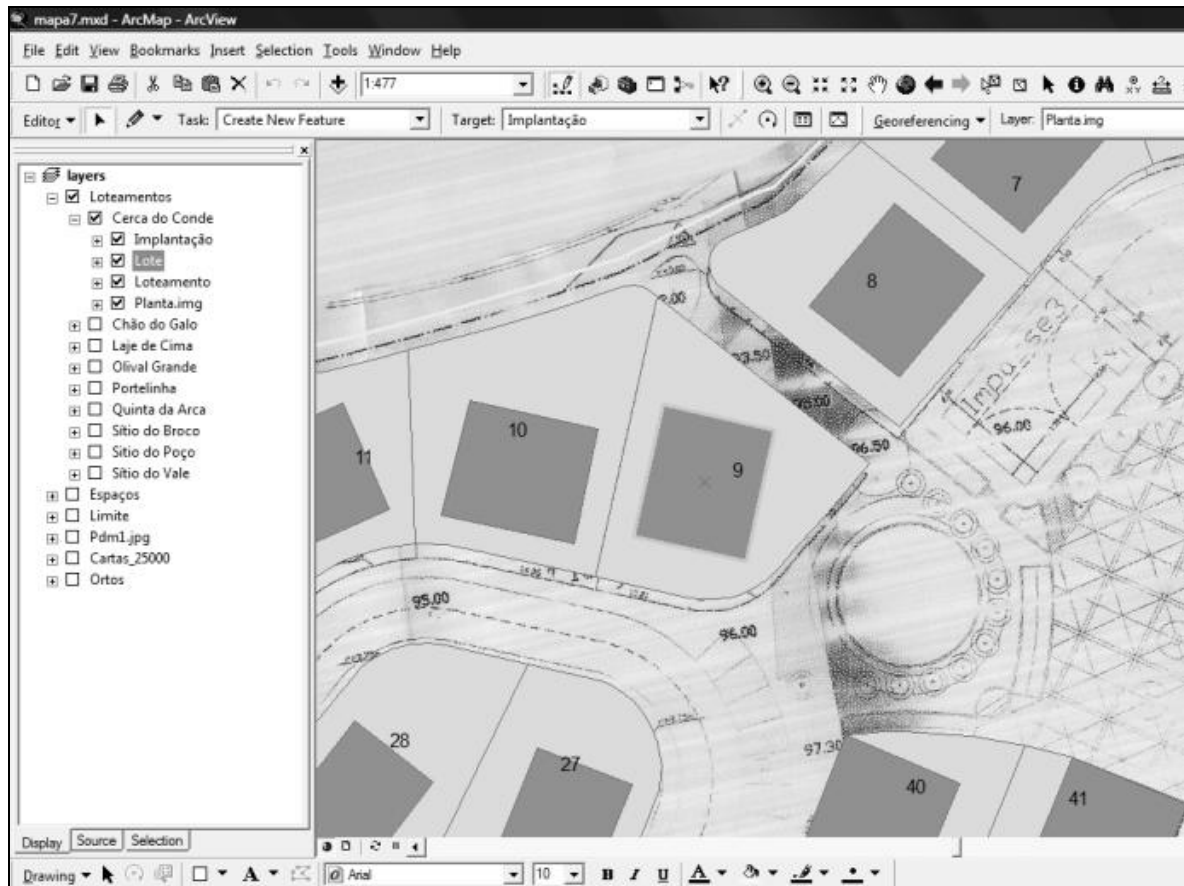 mapa7.mxd - ArcMap - ArcView
File Edit View Bookmarks Insert Selection Tools Window Help
1:477
Editor Task: Create New Feature Target: Implantação Georeferencing Layer: Planta.img
layers
Loteamentos
Cerca do Conde
Implantação
Lote
Loteamento
Planta.img
Chão do Galo
Laje de Cima
Olival Grande
Portelinha
Quinta da Arca
Sítio do Broco
Sitio do Poço
Sítio do Vale
Espaços
Limite
Pdm1.jpg
Cartas_25000
Ortos
7
8
96.00
95.00
96.50
10
9
11
95.00
96.00
28
27
97.30
40
41
Display Source Selection
Drawing A Arial 10 B I U A